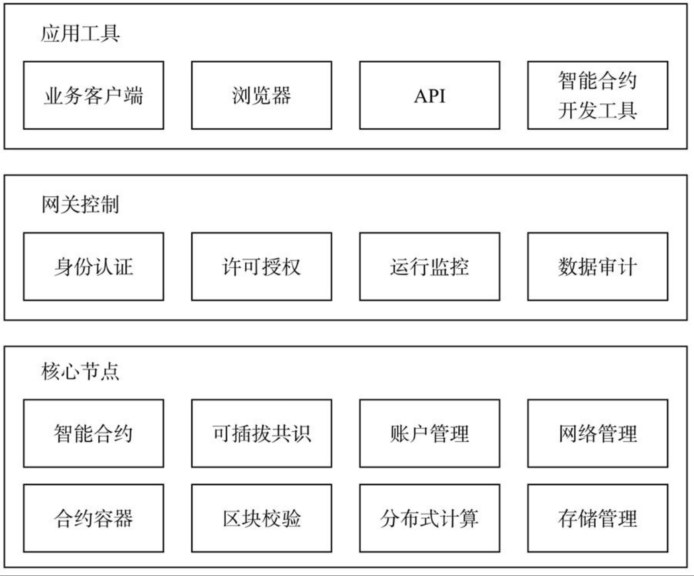 应用工具
业务客户端
浏览器
API
智能合约
开发工具
网关控制
身份认证
许可授权
运行监控
数据审计
核心节点
智能合约
可插拔共识
账户管理
网络管理
合约容器
区块校验
分布式计算
存储管理